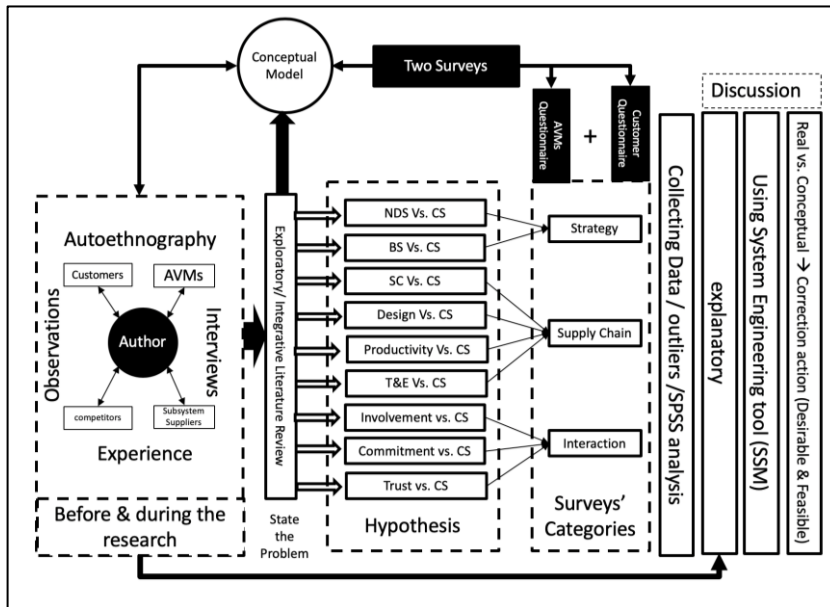 Conceptual
Model
Two Surveys
AVMs
Questionnaire
+
Customer
Questionnaire
Discussion
Autoethnography
Customers
AVMs
Observations
Author
Interviews
competitors
Subsystem
Suppliers
Experience
Before & during the
research
Exploratory/ Integrative Literature Review
State
the
Problem
NDS Vs. CS
BS Vs. CS
SC Vs. CS
Design Vs. CS
Productivity Vs. CS
T&E Vs. CS
Involvement vs. CS
Commitment vs. CS
Trust vs. CS
Hypothesis
Strategy
Supply Chain
Interaction
Surveys’
Categories
Collecting Data / outliers /SPSS analysis
explanatory
Using System Engineering tool (SSM)
Real vs. Conceptual → Correction action (Desirable & Feasible)